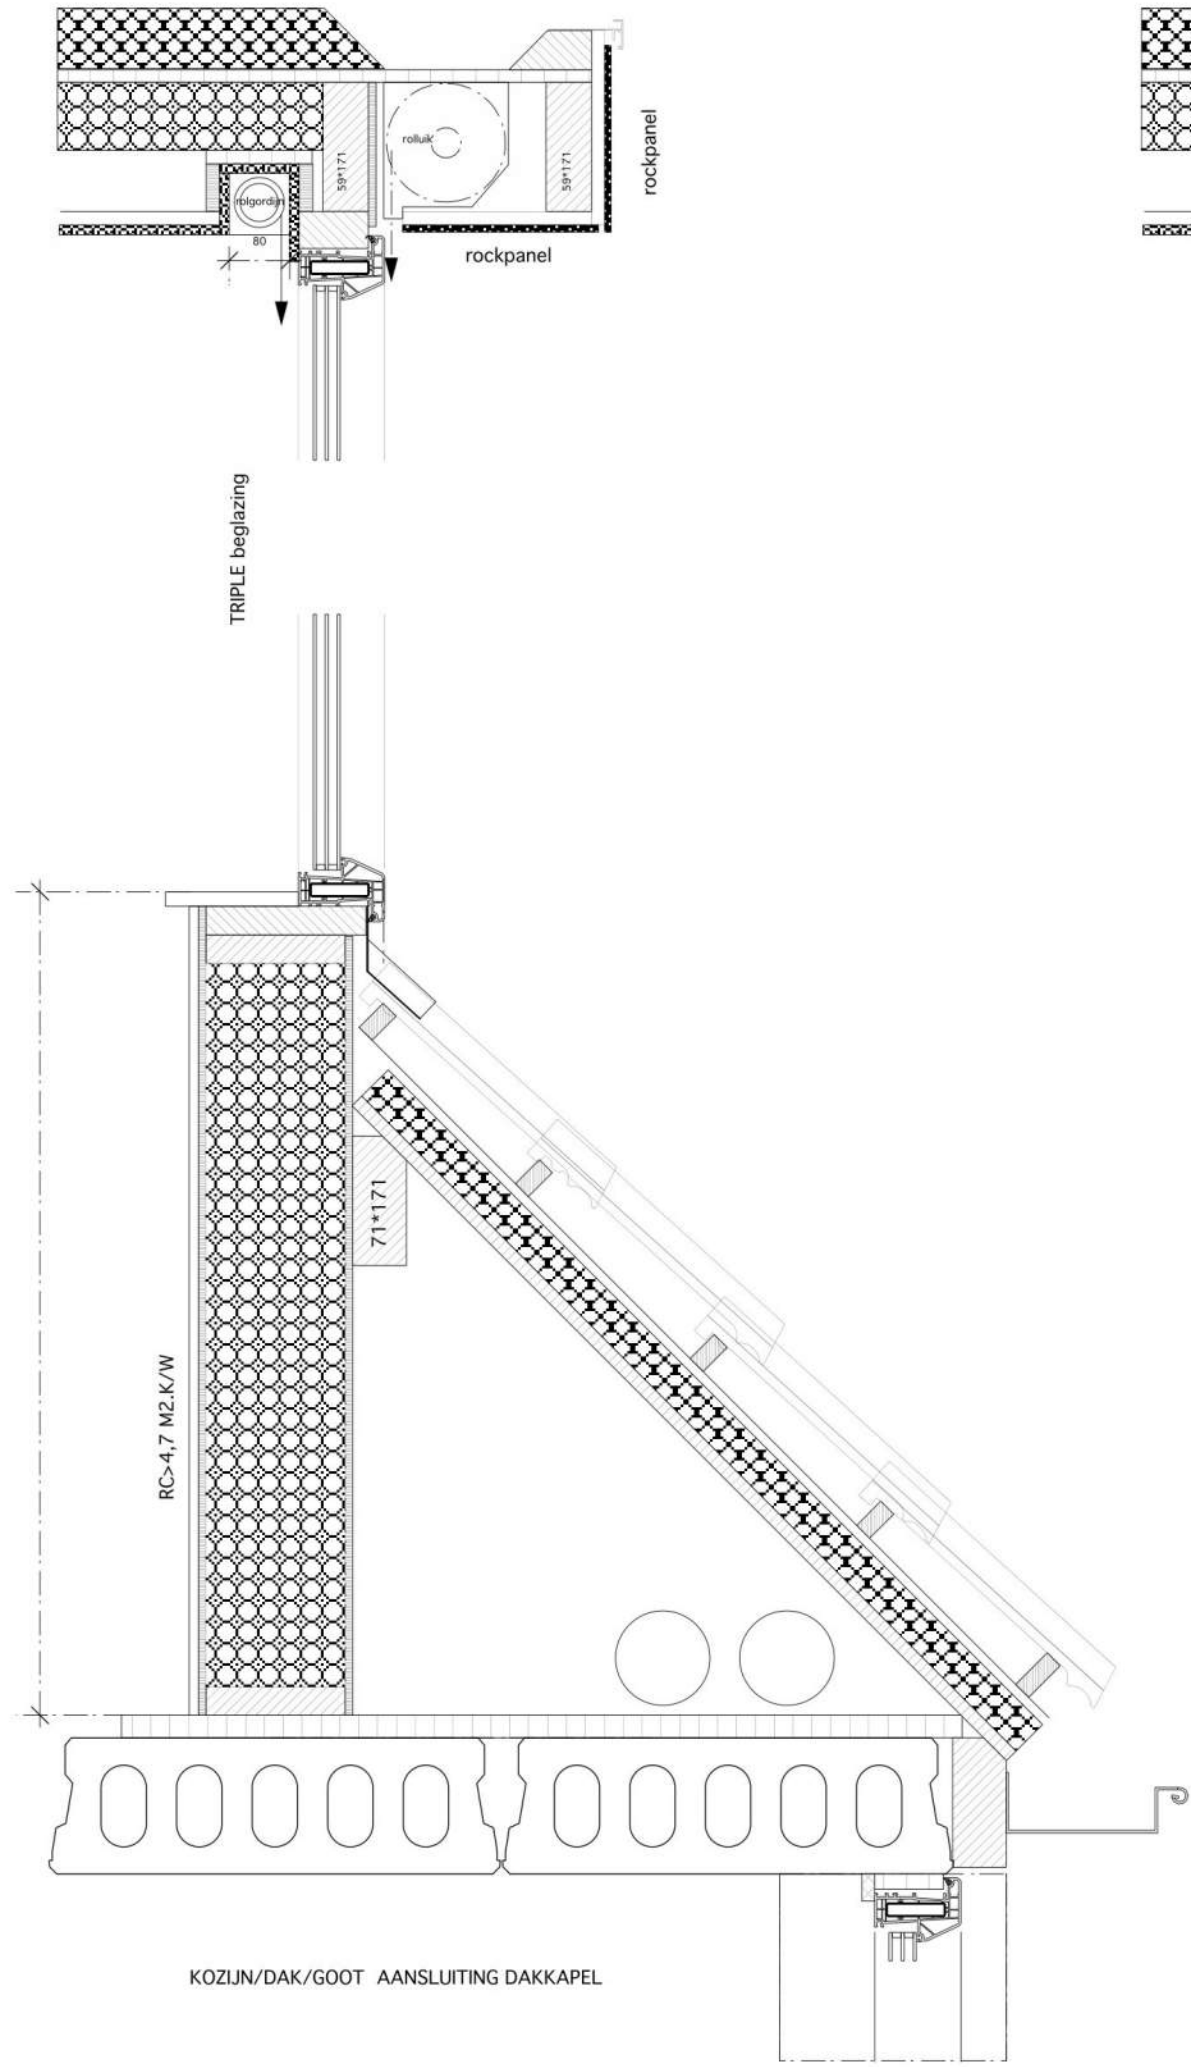 rolluik
59*171
59*171
rockpanel
rolgordijn
80
rockpanel
TRIPLE beglazing
71*171
RC>4,7 M2.K/W
KOZIJN/DAK/GOOT AANSLUITING DAKKAPEL